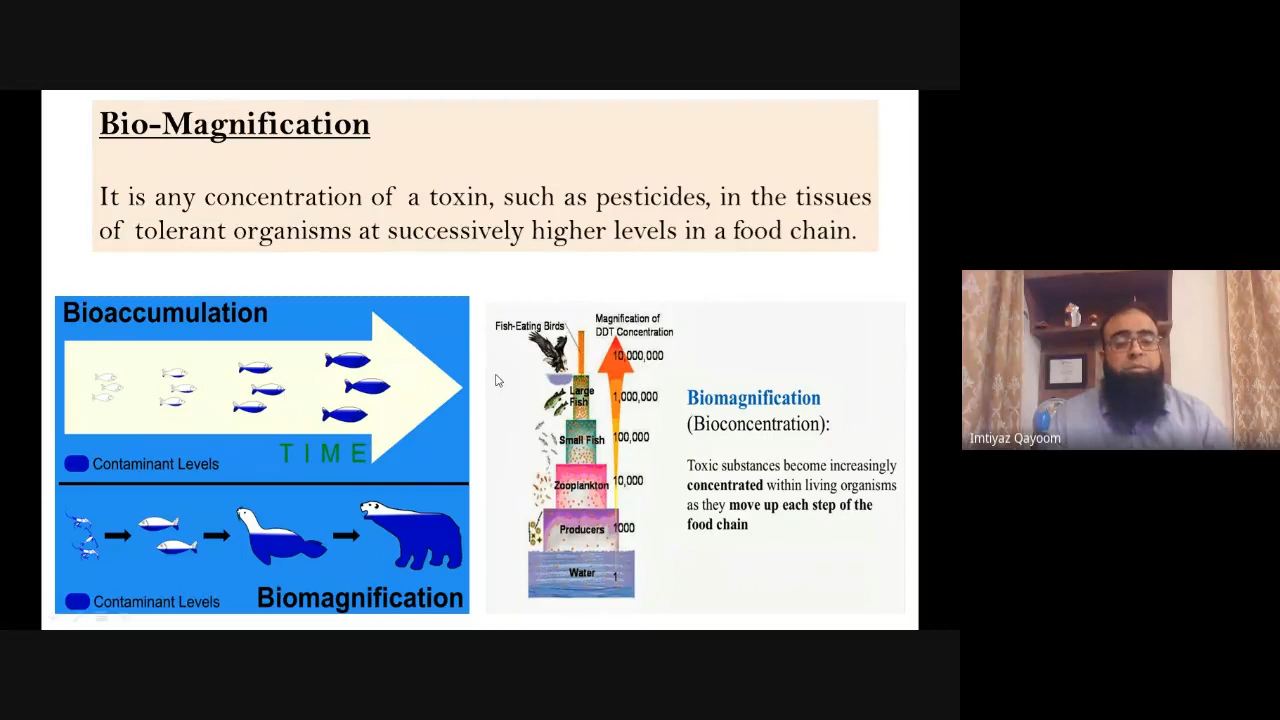 Bio-Magnification
It is any concentration of a toxin, such as pesticides, in the tissues
of tolerant organisms at successively higher levels in a food chain.
Bioaccumulation
TIME
Contaminant Levels
Contaminant Levels
Biomagnification
Fish-Eating Birds
Magnification of
DDT Concentration
10,000,000
Large
Fish
1,000,000
Small Fish
100,000
Zooplankton
10,000
Producers
1000
Water
1
Biomagnification
(Bioconcentration):
Toxic substances become increasingly
concentrated within living organisms
as they move up each step of the
food chain
Imtiyaz Qayoom